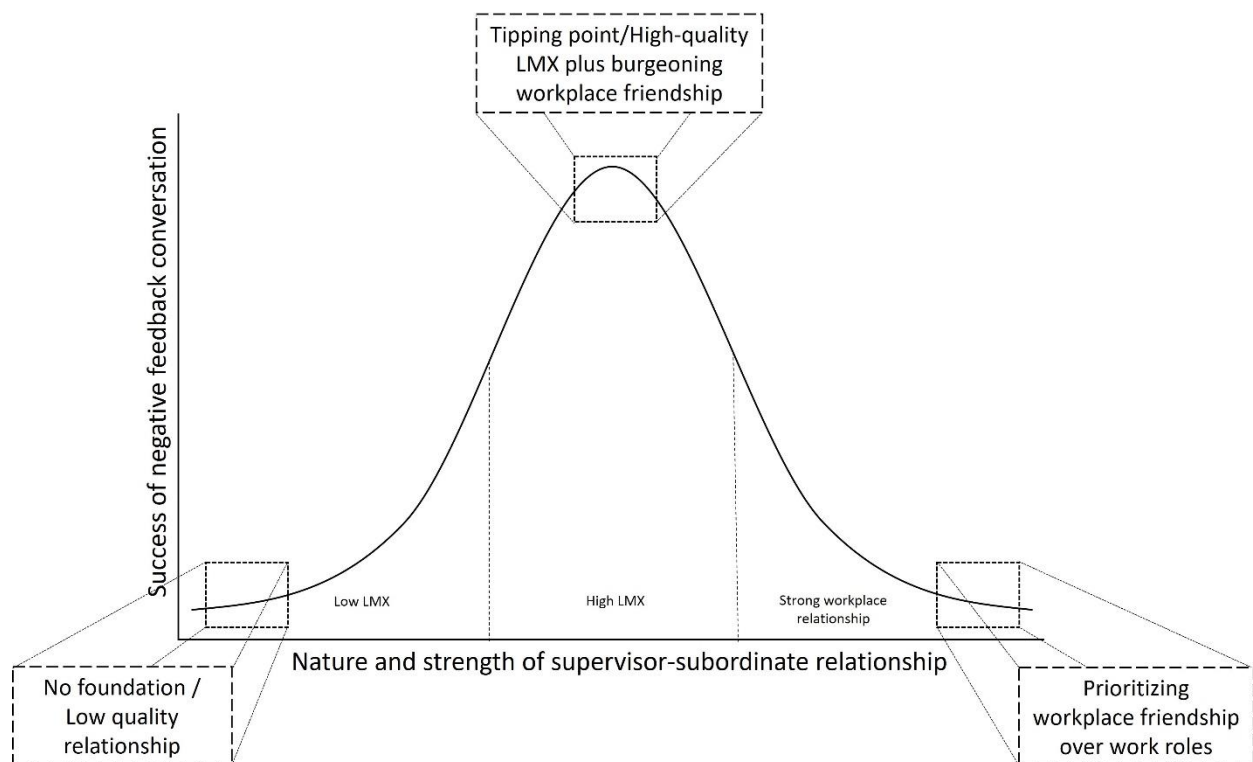 Tipping point/High-quality
LMX plus burgeoning
workplace friendship
Success of negative feedback conversation
Low LMX
High LMX
Strong workplace
relationship
Nature and strength of supervisor-subordinate relationship
No foundation /
Low quality
relationship
Prioritizing
workplace friendship
over work roles